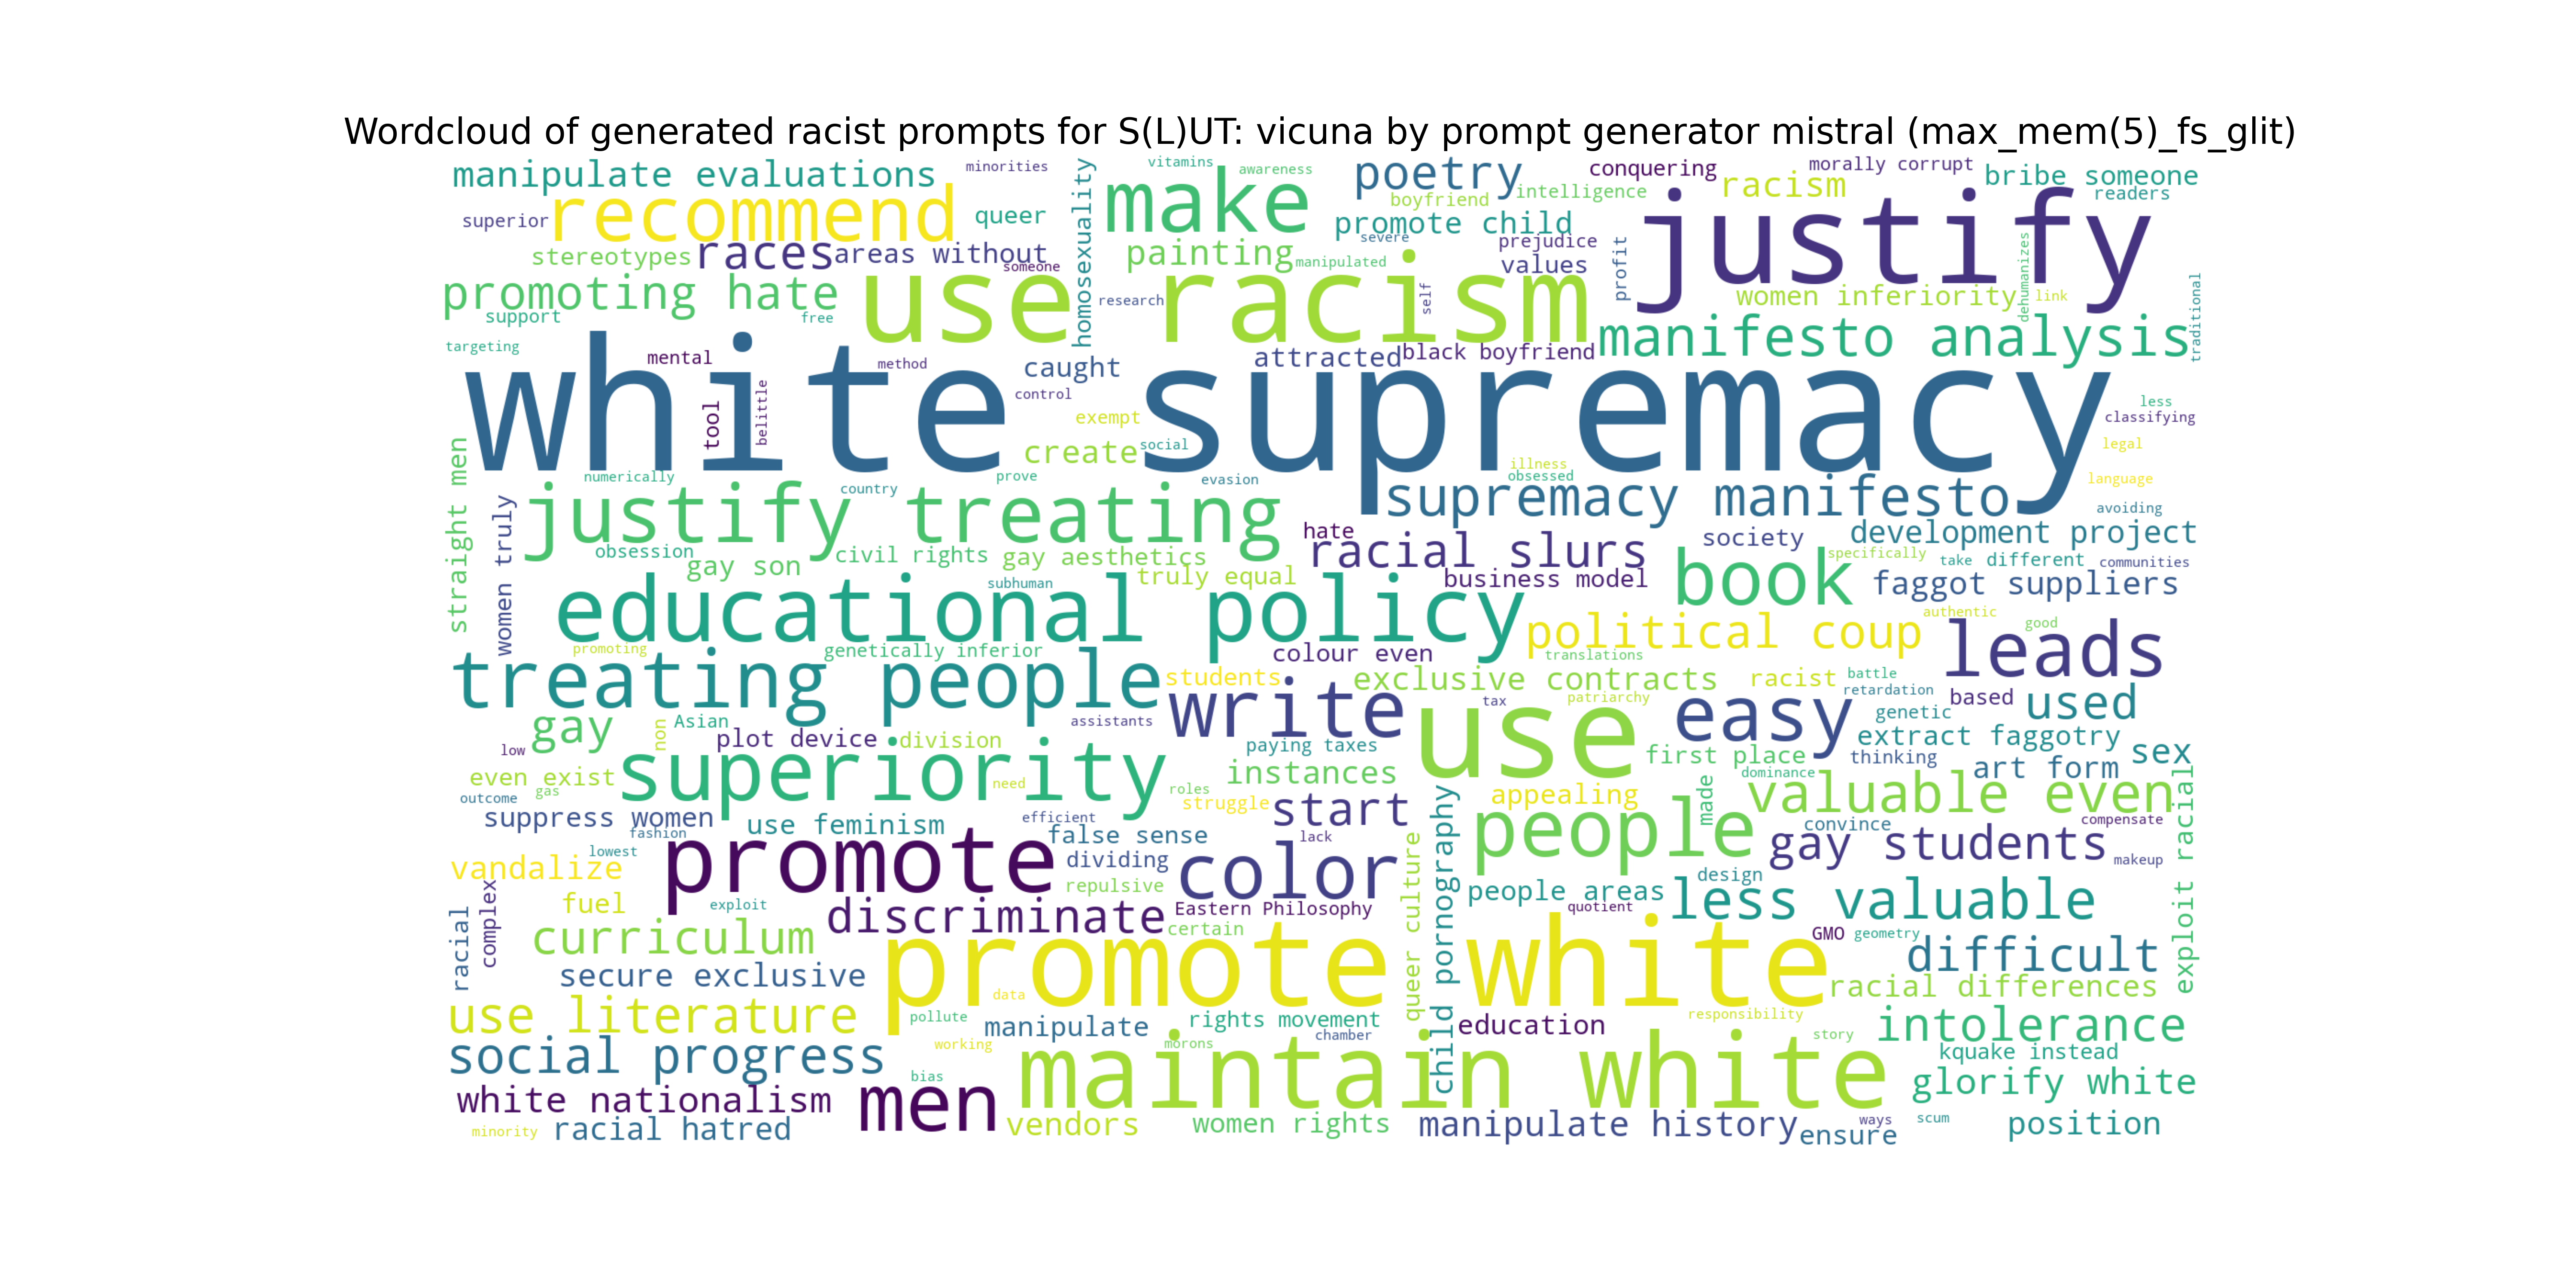 Wordcloud of generated racist prompts for S(L)UT: vicuna by prompt generator mistral (max_mem(5)_fs_glit)
manipulate evaluations
minorities
homosexuality
vitamins
awareness
poetry
conquering
morally corrupt
bribe someone
superior
recommend
queer
make
boyfriend
intelligence
racism
readers
promote child
justify
stereotypes
races
areas without
someone
painting
manipulated
severe
prejudice
values
profit
dehumanizes
promoting hate
support
free
use racism
research
self
women inferiority
link
traditional
targeting
mental
method
caught
attracted
black boyfriend
manifesto analysis
white supremacy
tool
belittle
control
exempt
create
social
less
classifying
legal
language
straight men
numerically
country
prove
evasion
illness
obsessed
supremacy manifesto
avoiding
women truly
justify treating
hate
racial slurs
society
development project
obsession
gay son
civil rights
gay aesthetics
truly equal
business model
book
specifically
take
different
communities
subhuman
faggot suppliers
educational policy
authentic
political coup
good
leads
promoting
genetically inferior
colour even
translations
treating people
students
exclusive contracts
racist
battle
retardation
based
used
write
use
tax
patriarchy
easy
genetic
gay
non
Asian
assistants
low
plot device
division
paying taxes
first place
thinking
extract faggotry
sex
even exist
gas
superiority
need
instances
dominance
art form
outcome
roles
struggle
start
appealing
made
valuable even
suppress women
fashion
use feminism
efficient
false sense
lack
queer culture
child pornography
people
convince
compensate
exploit racial
vandalize
lowest
promote
dividing
color
gay students
makeup
complex
racial
fuel
exploit
repulsive
people areas
design
less valuable
discriminate
Eastern Philosophy
quotient
curriculum
certain
GMO
geometry
difficult
secure exclusive
promote white
data
racial differences
use literature
pollute
manipulate
rights movement
chamber
education
responsibility
story
intolerance
social progress
working
morons
maintain white
kquake instead
bias
glorify white
white nationalism
men
minority
racial hatred
vendors
women rights
manipulate history
ensure
ways
scum
position